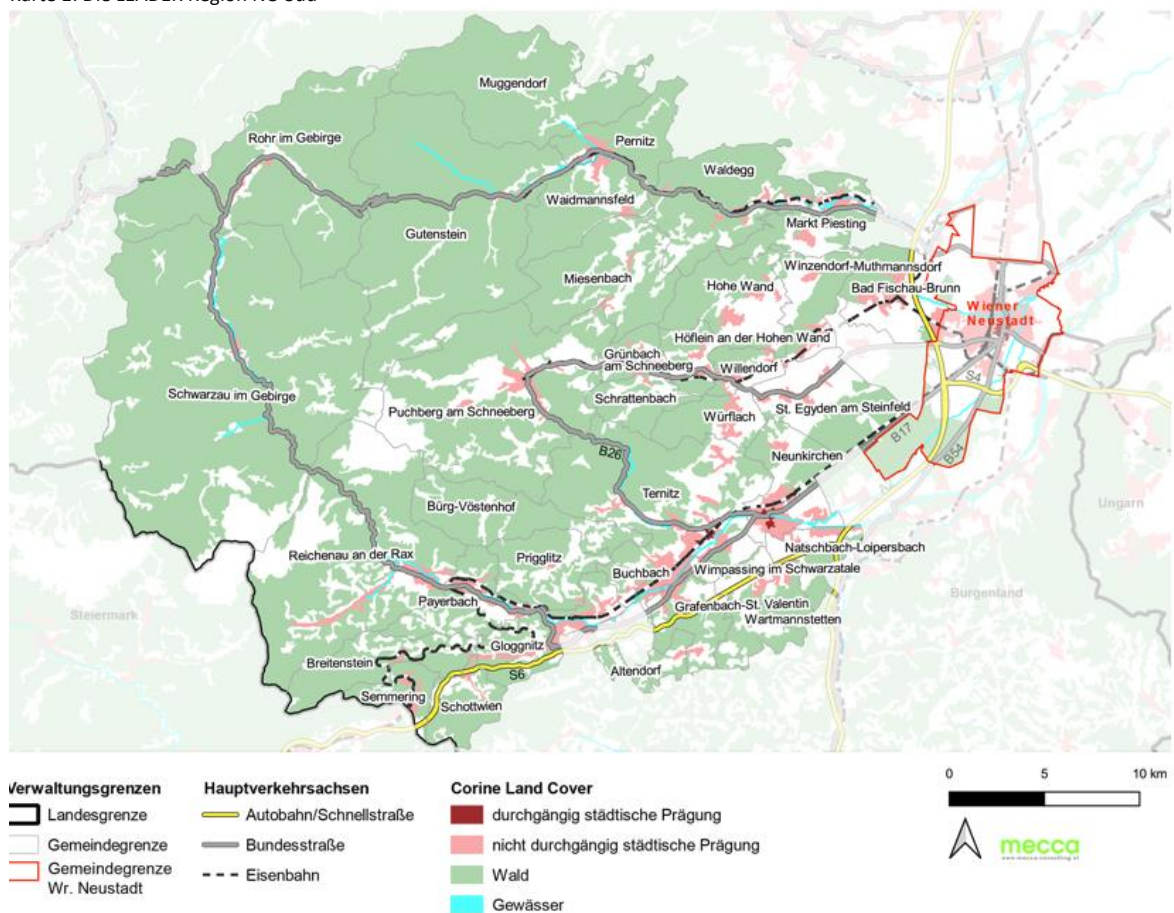 Muggendorf
Rohr im Gebirge
Pernitz
Waldegg
Waidmannsfeld
Gutenstein
Markt Piesting
Miesenbach
Winzendorf-Muthmannsdorf
Hohe Wand
Bad Fischau-Brunn
Wiener
Neustadt
Höflein an der Hohen Wand
Grünbach
am Schneeberg
Willendorf
S4
Schwarzau im Gebirge
Schrattenbach
Puchberg am Schneeberg
St. Egyden am Steinfeld
Würflach
B17
B54
B26
Neunkirchen
Ternitz
Bürg-Vöstenhof
Ungarn
Natschbach-Loipersbach
Reichenau an der Rax
Prigglitz
Buchbach
Wimpassing im Schwarzatale
Burgenland
Payerbach
Grafenbach-St. Valentin
Wartmannstetten
Steiermark
Gloggnitz
Breitenstein
S6
Altendorf
Semmering
Schottwien
Verwaltungsgrenzen
Landesgrenze
Gemeindegrenze
Gemeindegrenze
Wr. Neustadt
Hauptverkehrsachsen
Autobahn/Schnellstraße
Bundesstraße
Eisenbahn
Corine Land Cover
durchgängig städtische Prägung
nicht durchgängig städtische Prägung
Wald
Gewässer
0 5 10 km
mecca
www.mecca-consulting.at